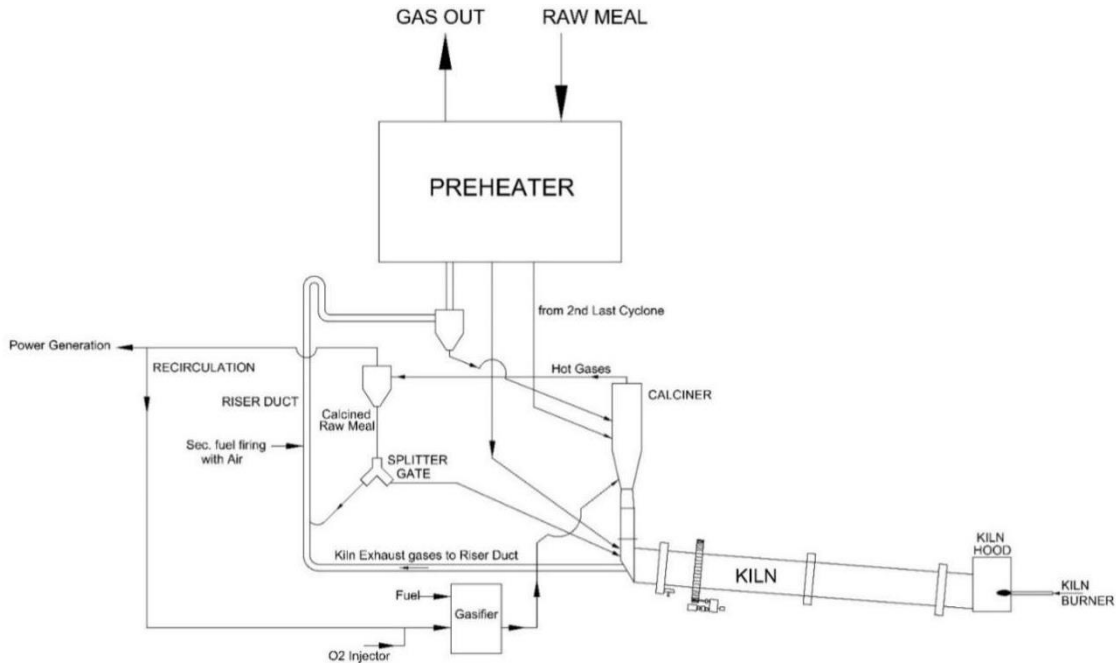 GAS OUT
RAW MEAL
PREHEATER
from 2nd Last Cyclone
Power Generation
RECIRCULATION
Hot Gases
RISER DUCT
CALCINER
Calcined
Raw Meal
Sec. fuel firing
with Air
SPLITTER
GATE
Kiln Exhaust gases to Riser Duct
KILN
HOOD
KILN
KILN
BURNER
Fuel
Gasifier
O2 Injector